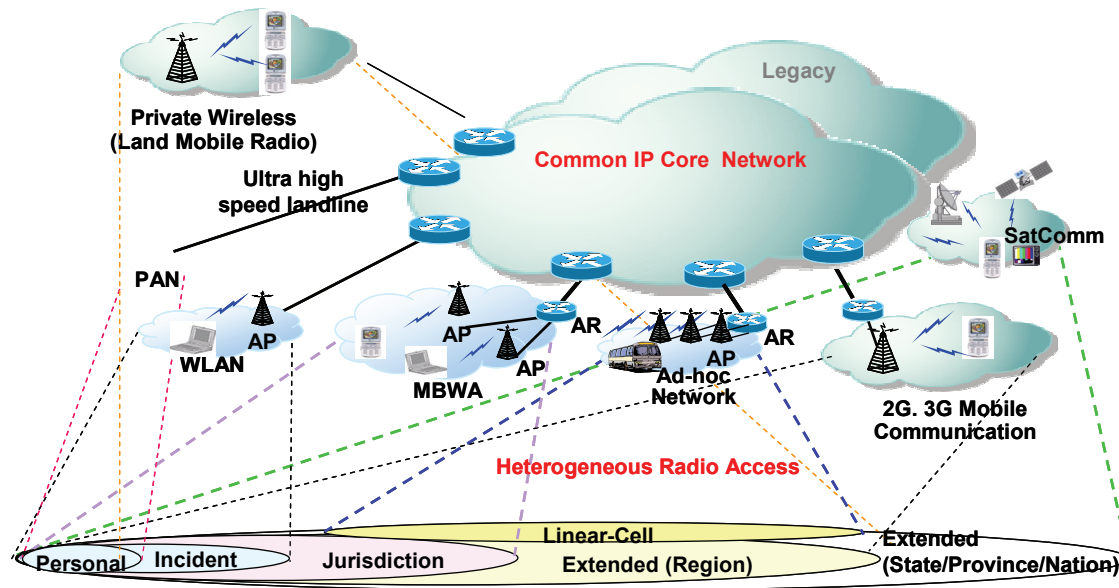 Legacy
Private Wireless
(Land Mobile Radio)
Common IP Core Network
Ultra high
speed landline
SatComm
PAN
AP
WLAN
AP
AP
AR
MBWA
AP
AR
Ad-hoc
Network
2G. 3G Mobile
Communication
Heterogeneous Radio Access
Linear-Cell
Personal
Incident
Jurisdiction
Extended (Region)
Extended
(State/Province/Nation)